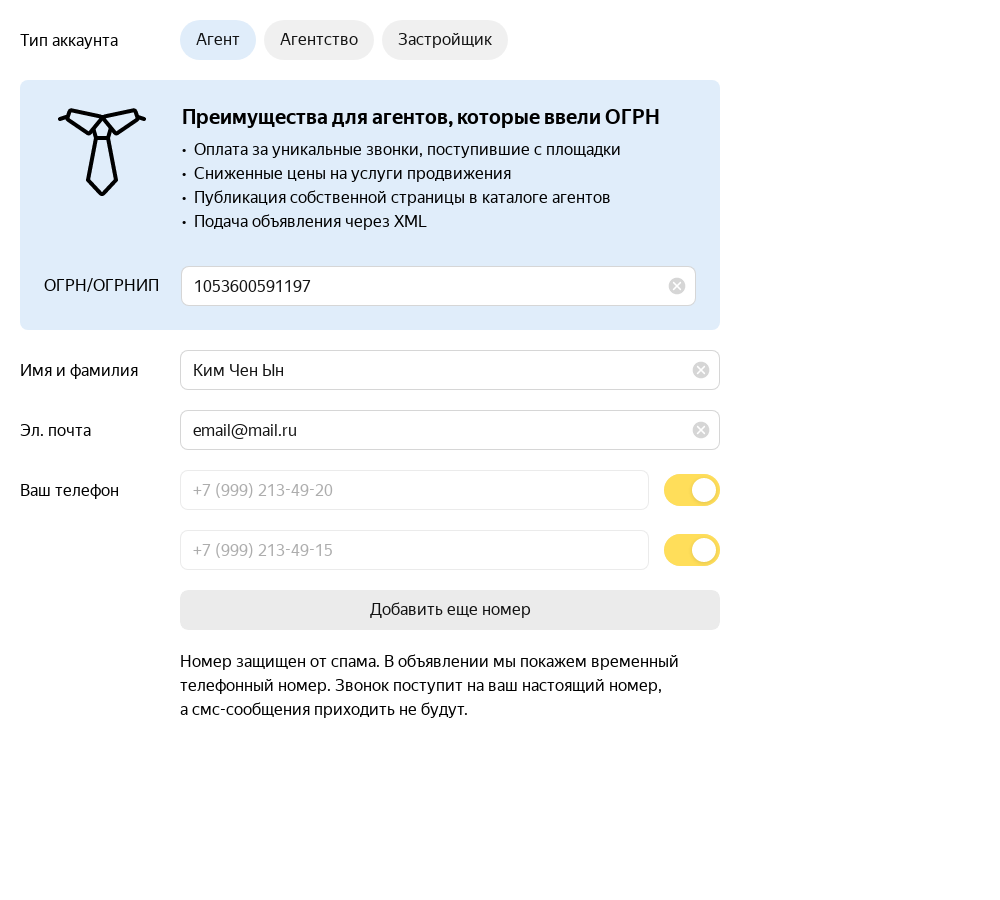 Тип аккаунта
Агент
Агентство
Застройщик
Преимущества для агентов, которые ввели ОГРН
• Оплата за уникальные звонки, поступившие с площадки
• Сниженные цены на услуги продвижения
• Публикация собственной страницы в каталоге агентов
• Подача объявления через XML
ОГРН/ОГРНИП
1053600591197
Имя и фамилия
Ким Чен Ын
Эл. почта
email@mail.ru
Ваш телефон
+7 (999) 213-49-20
+7 (999) 213-49-15
Добавить еще номер
Номер защищен от спама. В объявлении мы покажем временный
телефонный номер. Звонок поступит на ваш настоящий номер,
а смс-сообщения приходить не будут.